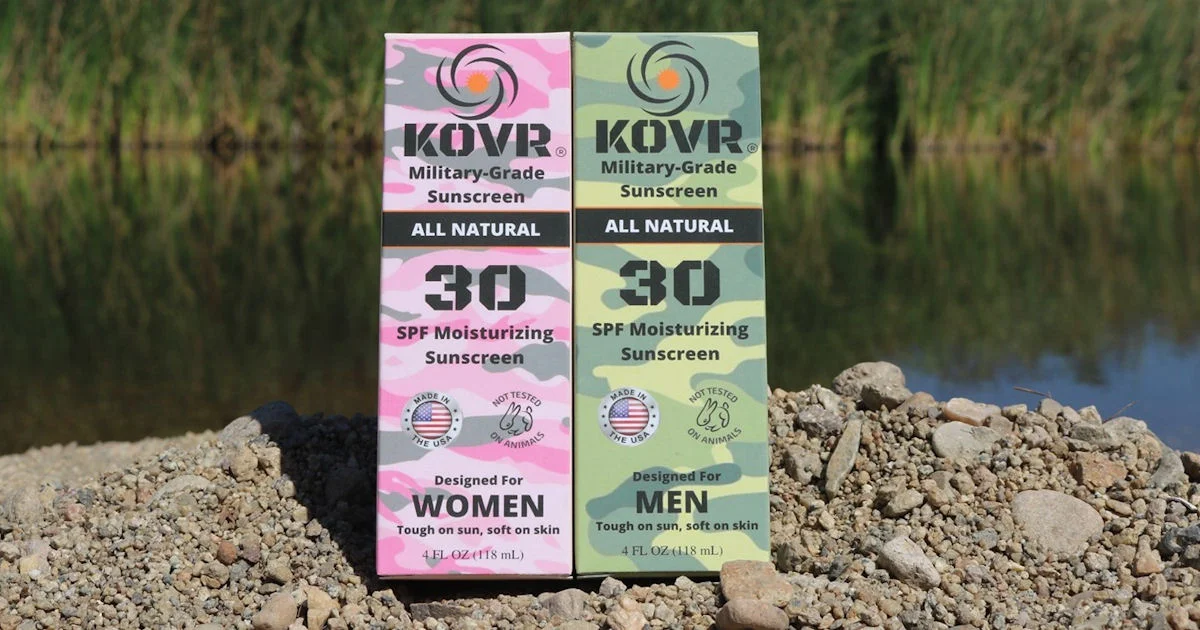 KOVR®
Military-Grade
Sunscreen
ALL NATURAL
30
SPF Moisturizing
Sunscreen
MADE IN
THE USA
NOT TESTED
ON ANIMALS
Designed For
WOMEN
Tough on sun, soft on skin
4 FL OZ (118 mL)
KOVR®
Military-Grade
Sunscreen
ALL NATURAL
30
SPF Moisturizing
Sunscreen
MADE IN
THE USA
NOT TESTED
ON ANIMALS
Designed For
MEN
Tough on sun, soft on skin
4 FL OZ (118 mL)